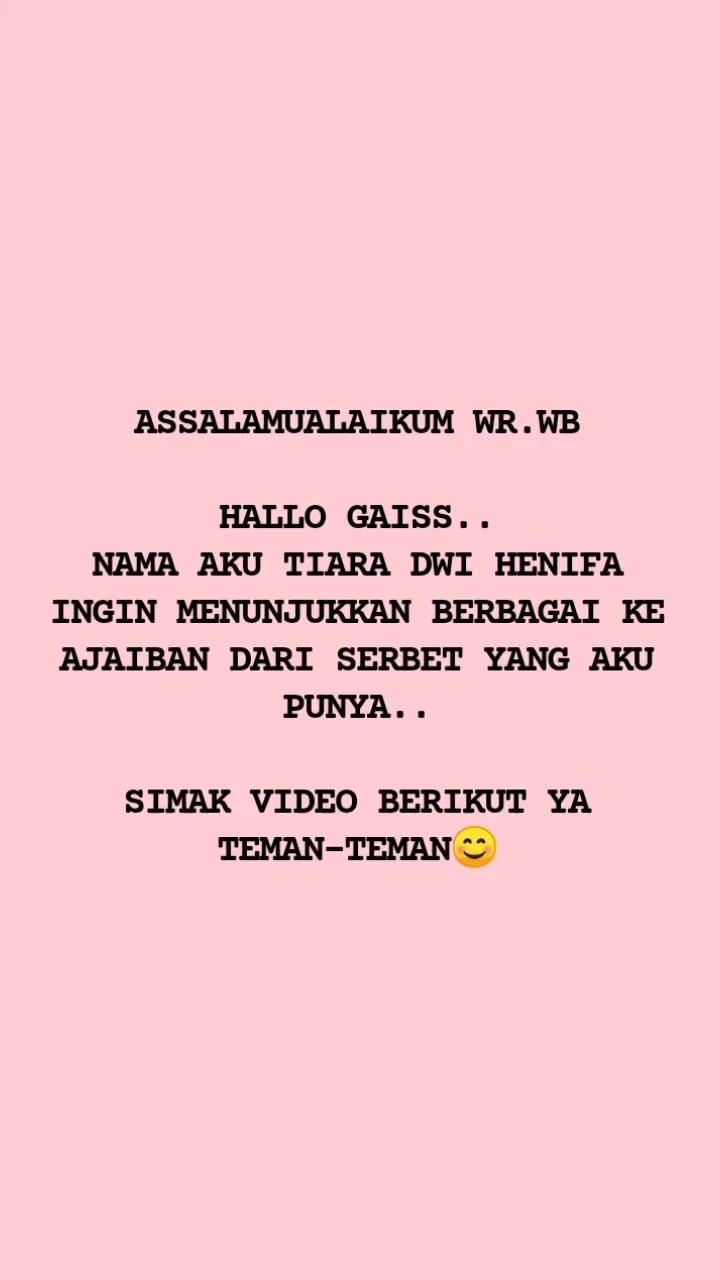 ASSALAMUALAIKUM WR.WB
HALLO GAISS..
NAMA AKU TIARA DWI HENIFA
INGIN MENUNJUKKAN BERBAGAI KE
AJAIBAN DARI SERBET YANG AKU
PUNYA..
SIMAK VIDEO BERIKUT YA
TEMAN-TEMAN😊